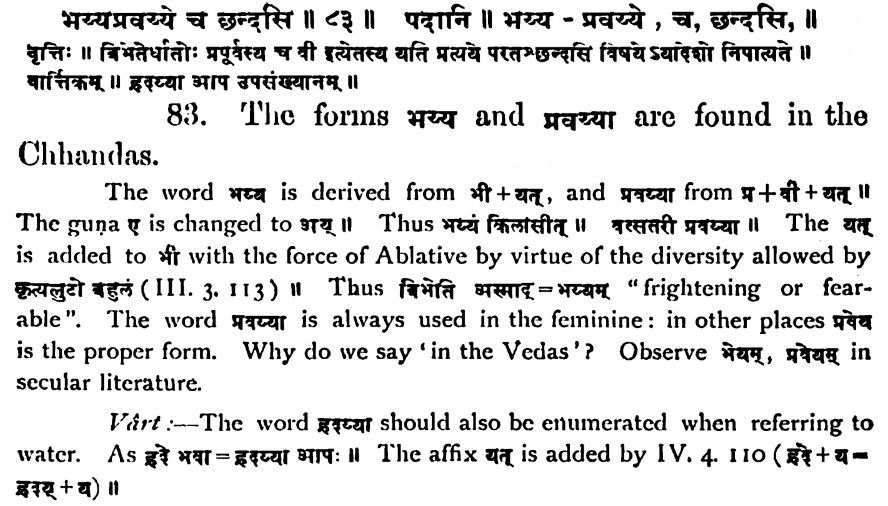 भय्यप्रवय्ये च छन्दसि ॥ ८३ ॥ पदानि ॥ भय्य - प्रवय्ये , च, छन्दसि, ॥
वृत्तिः ॥ बिभेतेर्धातोः प्रपूर्वस्य च वी इत्येतस्य यति प्रत्यये परतश्छन्दसि विषये ऽयादेशो निपात्यते ॥
वार्त्तिकम् ॥ ह्रदय्या आप उपसंख्यानम् ॥
83. The forms भय्य and प्रवय्या are found in the
Chhandas.
The word भय्य is derived from भी + यत्, and प्रवय्या from प्र + वी + यत् ॥
The guṇa ए is changed to अय् ॥ Thus भय्यं किलासीत् ॥ वत्सतरी प्रवय्या ॥ The यत्
is added to भी with the force of Ablative by virtue of the diversity allowed by
कृत्यलुटो बहुलं (III. 3. 113) ॥ Thus बिभेति अस्माद् = भय्यम् "frightening or fear-
able". The word प्रवय्या is always used in the feminine: in other places प्रवेय
is the proper form. Why do we say 'in the Vedas'? Observe भेयम्, प्रवेयम् in
secular literature.
Vârt :—The word ह्रदय्या should also be enumerated when referring to
water. As ह्रदे भवा = ह्रदय्या आपः ॥ The affix यत् is added by IV. 4. 110 (ह्रदे + य =
ह्रदय् + य) ॥